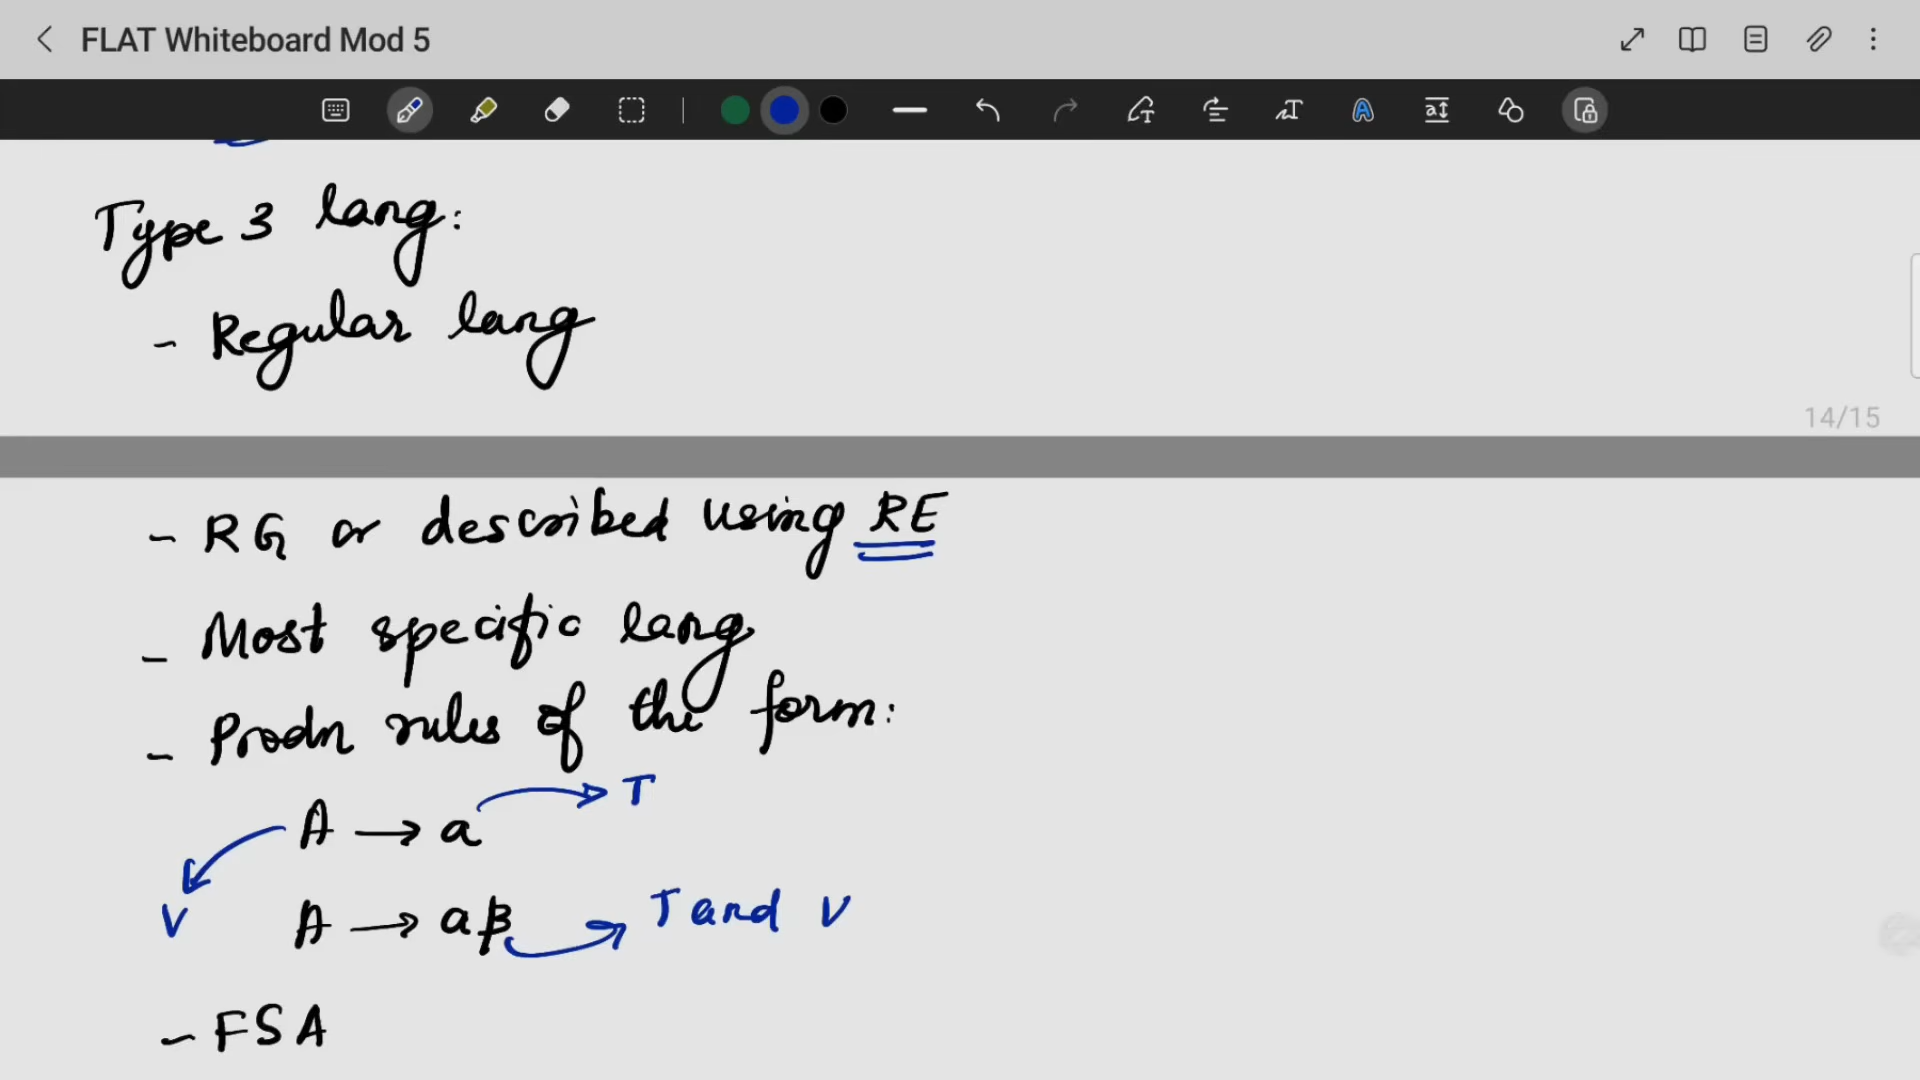 FLAT Whiteboard Mod 5
Type 3 lang:
- Regular lang
14/15
- RG or described using RE
- Most specific lang
- Prodn rules of the form:
A → a → T
V
A → aβ → T and V
- FSA